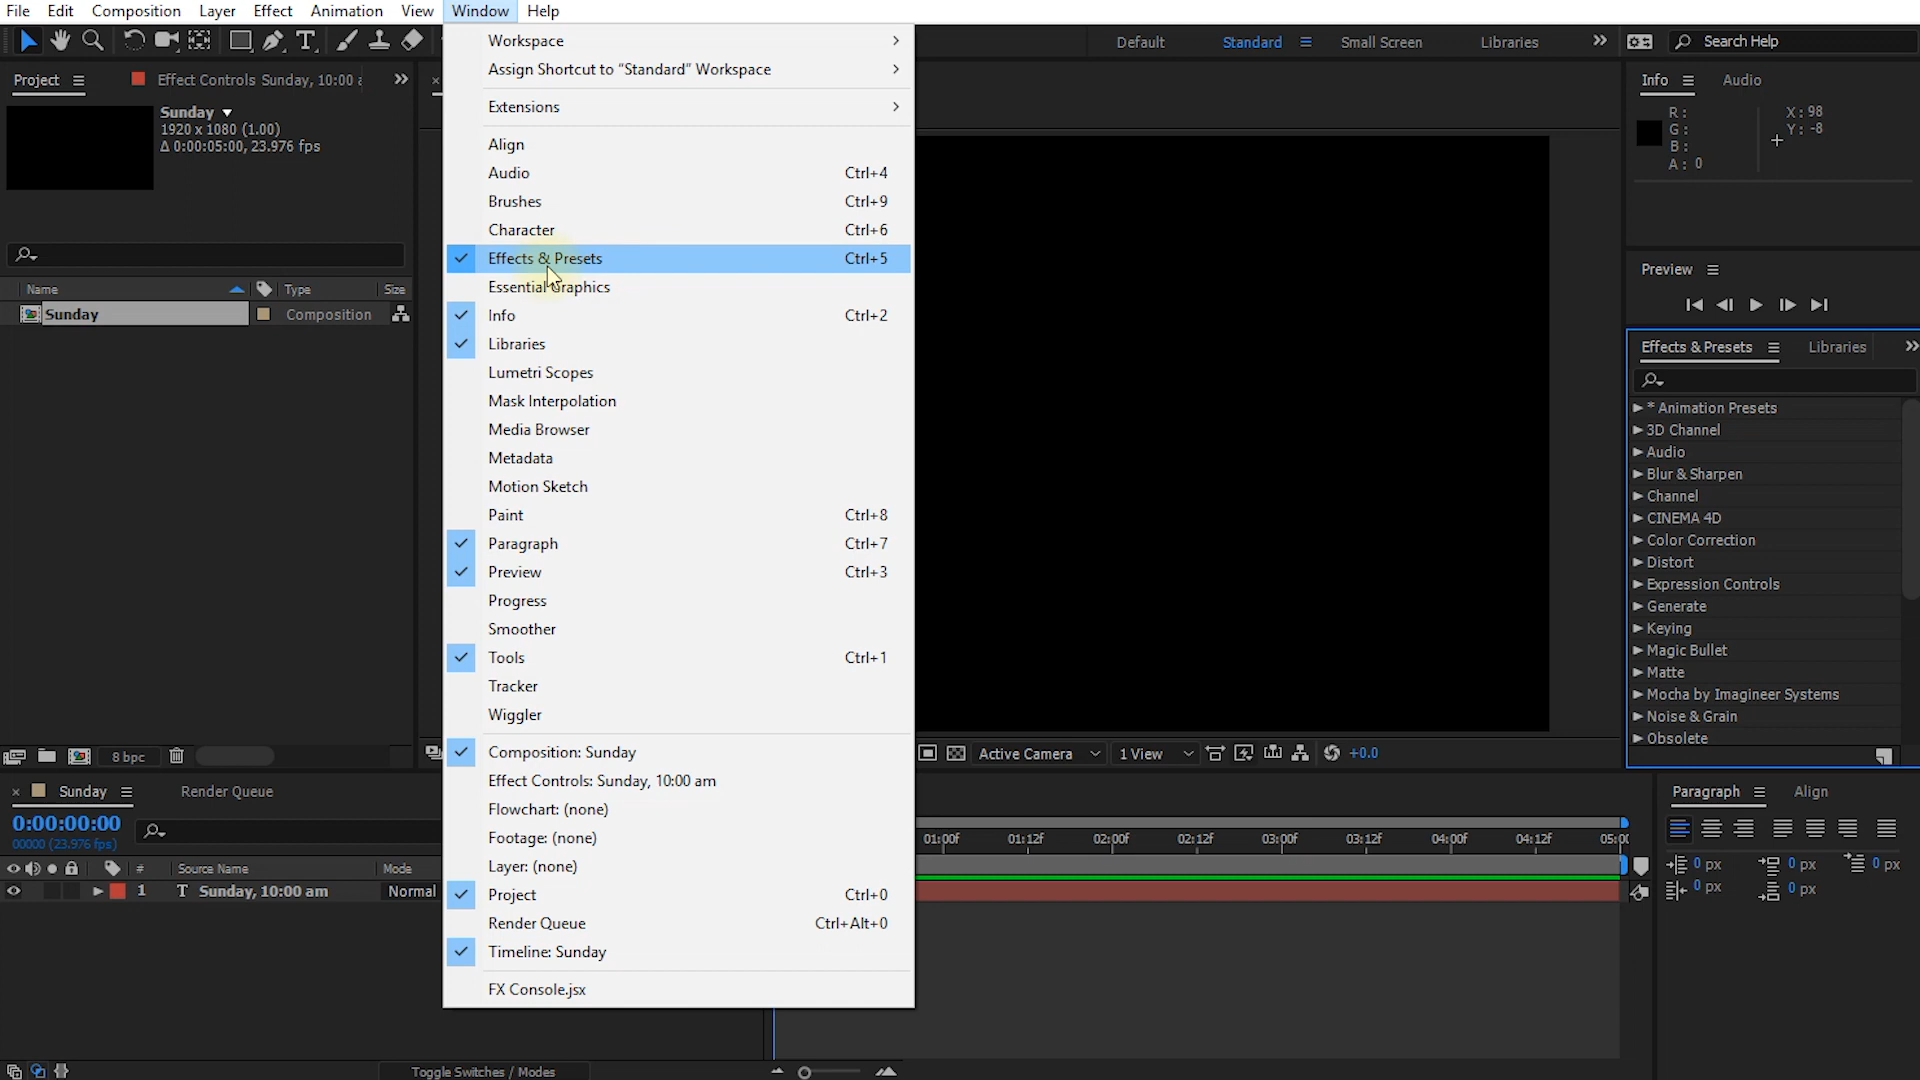 File Edit Composition Layer Effect Animation View Window Help
Default Standard Small Screen Libraries Search Help
Project Effect Controls Sunday, 10:00
Sunday
1920 x 1080 (1.00)
Δ 0:00:05:00, 23.976 fps
Name Type Size
Sunday Composition
8 bpc
Workspace
Assign Shortcut to “Standard” Workspace
Extensions
Align
Audio Ctrl+4
Brushes Ctrl+9
Character Ctrl+6
Effects & Presets Ctrl+5
Essential Graphics
Info Ctrl+2
Libraries
Lumetri Scopes
Mask Interpolation
Media Browser
Metadata
Motion Sketch
Paint Ctrl+8
Paragraph Ctrl+7
Preview Ctrl+3
Progress
Smoother
Tools Ctrl+1
Tracker
Wiggler
Composition: Sunday
Effect Controls: Sunday, 10:00 am
Flowchart: (none)
Footage: (none)
Layer: (none)
Project Ctrl+0
Render Queue Ctrl+Alt+0
Timeline: Sunday
FX Console.jsx
Info Audio
R: X: 98
G: Y: -8
B:
A: 0
Preview
Effects & Presets Libraries
* Animation Presets
3D Channel
Audio
Blur & Sharpen
Channel
CINEMA 4D
Color Correction
Distort
Expression Controls
Generate
Keying
Magic Bullet
Matte
Mocha by Imagineer Systems
Noise & Grain
Obsolete
Active Camera 1 View +0.0
Sunday Render Queue
0:00:00:00
00000 (23.976 fps)
# Source Name Mode
1 T Sunday, 10:00 am Normal
01:00f 01:12f 02:00f 02:12f 03:00f 03:12f 04:00f 04:12f 05:00
Paragraph Align
0 px 0 px 0 px
0 px 0 px
Toggle Switches / Modes